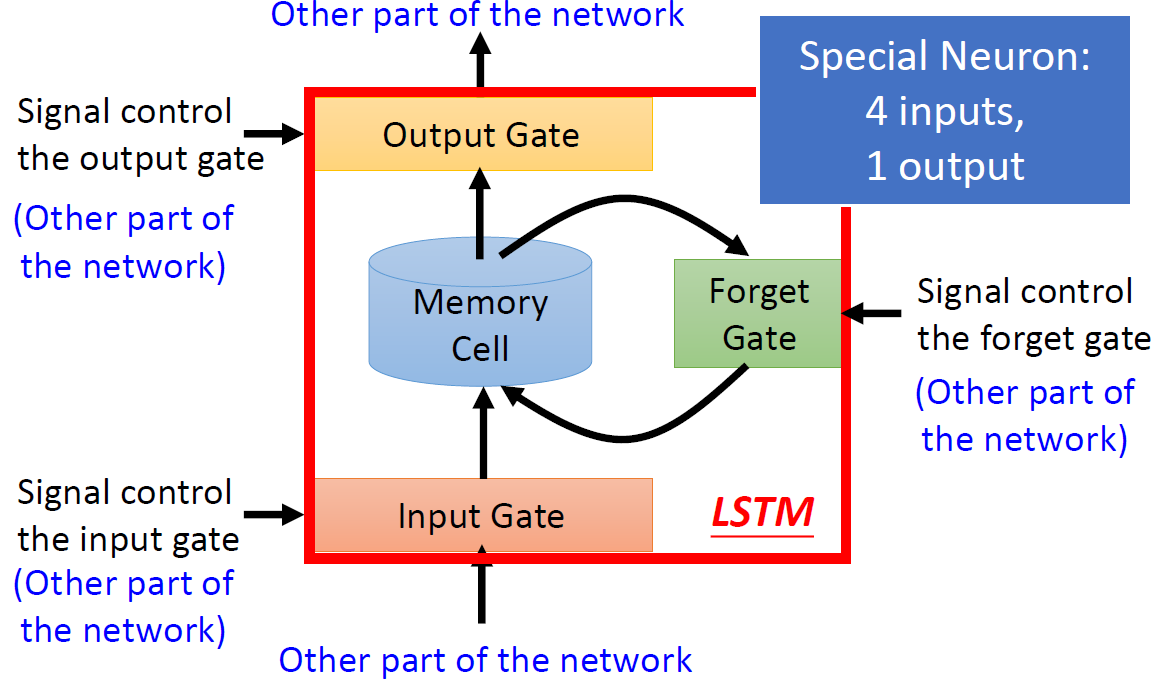 Other part of the network
Special Neuron:
4 inputs,
1 output
Signal control
the output gate
(Other part of
the network)
Output Gate
Memory
Cell
Forget
Gate
Signal control
the forget gate
(Other part of
the network)
Signal control
the input gate
(Other part of
the network)
Input Gate
LSTM
Other part of the network